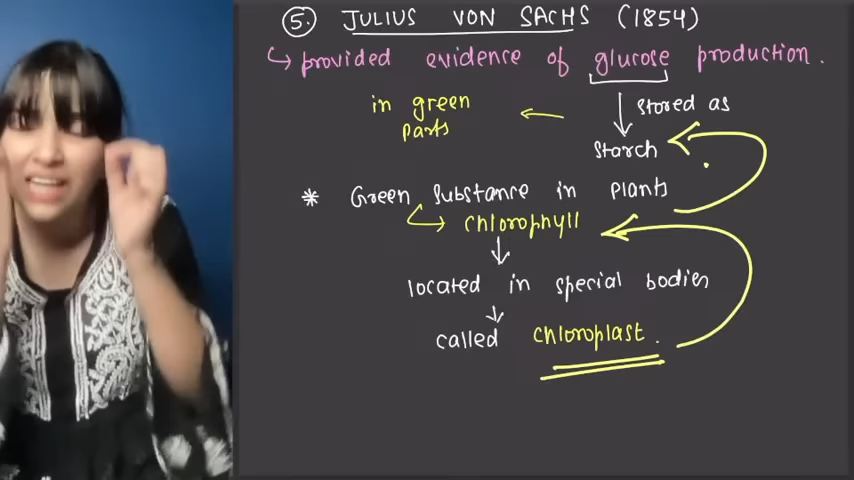 5. JULIUS VON SACHS (1854)
↳ provided evidence of glucose production.
in green ← ↓ stored as
parts
starch
* Green substance in plants
↳ chlorophyll
↓
located in special bodies
↓
called chloroplast.